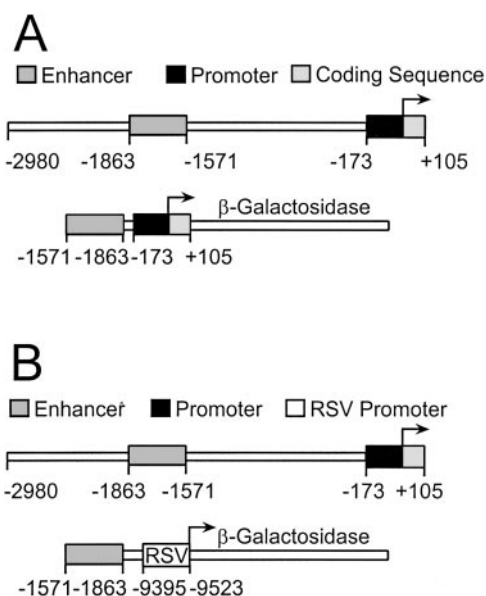 A
Enhancer Promoter Coding Sequence
-2980 -1863 -1571 -173 +105
β-Galactosidase
-1571 -1863 -173 +105
B
Enhancer Promoter RSV Promoter
-2980 -1863 -1571 -173 +105
β-Galactosidase
RSV
-1571 -1863 -9395 -9523